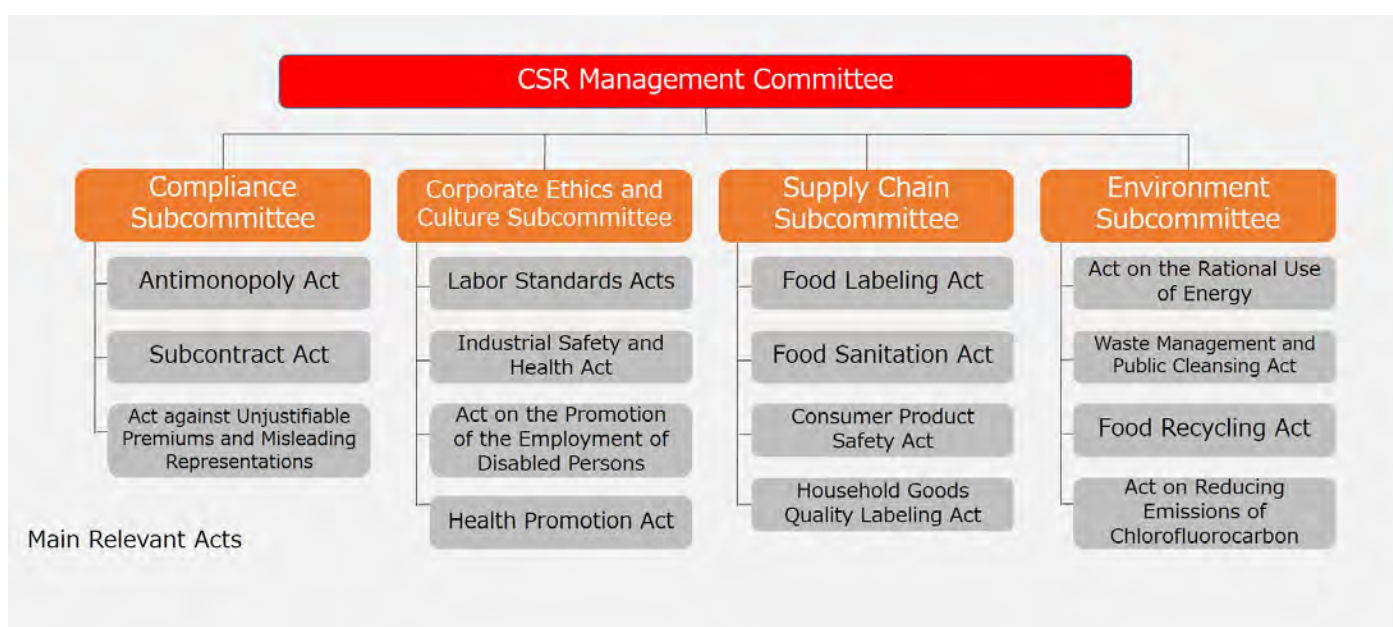 CSR Management Committee
Compliance
Subcommittee
Antimonopoly Act
Subcontract Act
Act against Unjustifiable
Premiums and Misleading
Representations
Corporate Ethics and
Culture Subcommittee
Labor Standards Acts
Industrial Safety and
Health Act
Act on the Promotion
of the Employment of
Disabled Persons
Health Promotion Act
Supply Chain
Subcommittee
Food Labeling Act
Food Sanitation Act
Consumer Product
Safety Act
Household Goods
Quality Labeling Act
Environment
Subcommittee
Act on the Rational Use
of Energy
Waste Management and
Public Cleansing Act
Food Recycling Act
Act on Reducing
Emissions of
Chlorofluorocarbon
Main Relevant Acts